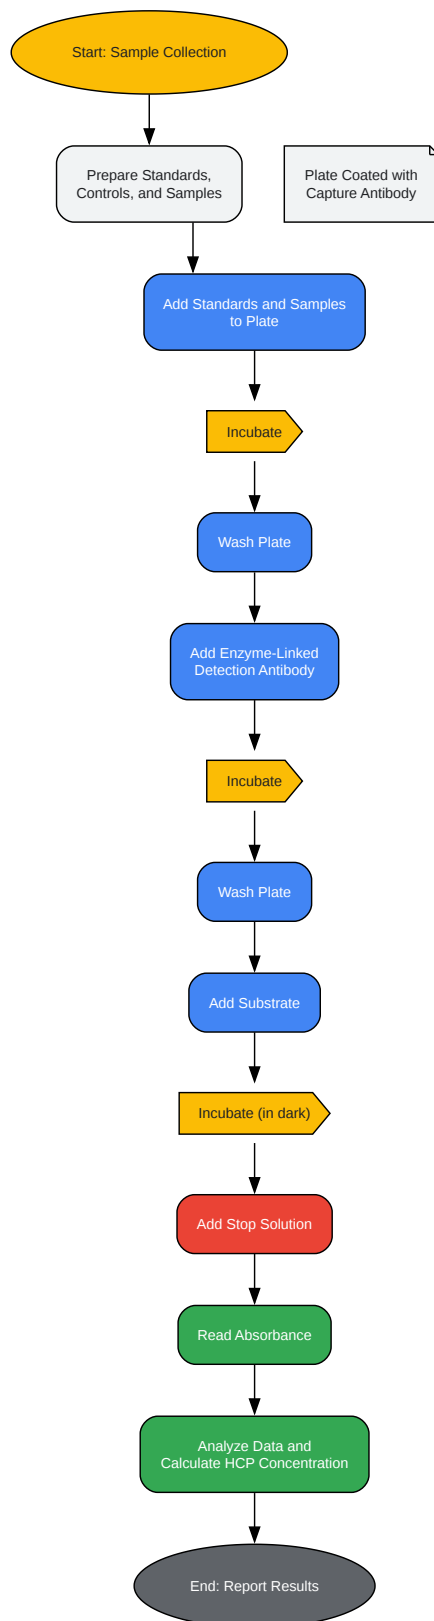 Start: Sample Collection
Prepare Standards,
Controls, and Samples
Plate Coated with
Capture Antibody
Add Standards and Samples
to Plate
Incubate
Wash Plate
Add Enzyme-Linked
Detection Antibody
Incubate
Wash Plate
Add Substrate
Incubate (in dark)
Add Stop Solution
Read Absorbance
Analyze Data and
Calculate HCP Concentration
End: Report Results